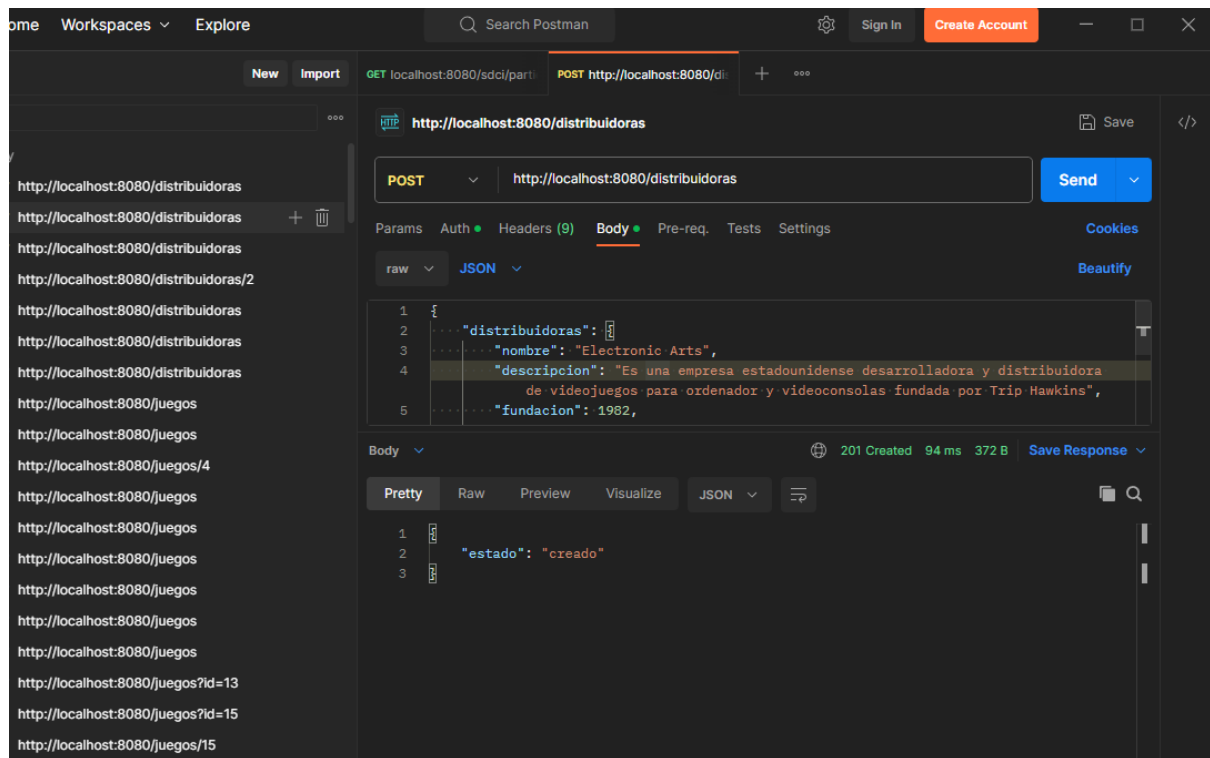 ome Workspaces Explore Search Postman Sign In Create Account
New Import GET localhost:8080/sdci/parti POST http://localhost:8080/dis
HTTP http://localhost:8080/distribuidoras Save </>
y
http://localhost:8080/distribuidoras
http://localhost:8080/distribuidoras
http://localhost:8080/distribuidoras
http://localhost:8080/distribuidoras/2
http://localhost:8080/distribuidoras
http://localhost:8080/distribuidoras
http://localhost:8080/distribuidoras
http://localhost:8080/juegos
http://localhost:8080/juegos
http://localhost:8080/juegos/4
http://localhost:8080/juegos
http://localhost:8080/juegos
http://localhost:8080/juegos
http://localhost:8080/juegos
http://localhost:8080/juegos
http://localhost:8080/juegos
http://localhost:8080/juegos?id=13
http://localhost:8080/juegos?id=15
http://localhost:8080/juegos/15
POST http://localhost:8080/distribuidoras Send
Params Auth Headers (9) Body Pre-req. Tests Settings Cookies
raw JSON Beautify
1 {
2 "distribuidoras": {
3 "nombre": "Electronic Arts",
4 "descripcion": "Es una empresa estadounidense desarrolladora y distribuidora
de videojuegos para ordenador y videoconsolas fundada por Trip Hawkins",
5 "fundacion": 1982,
Body 201 Created 94 ms 372 B Save Response
Pretty Raw Preview Visualize JSON
1 {
2 "estado": "creado"
3 }